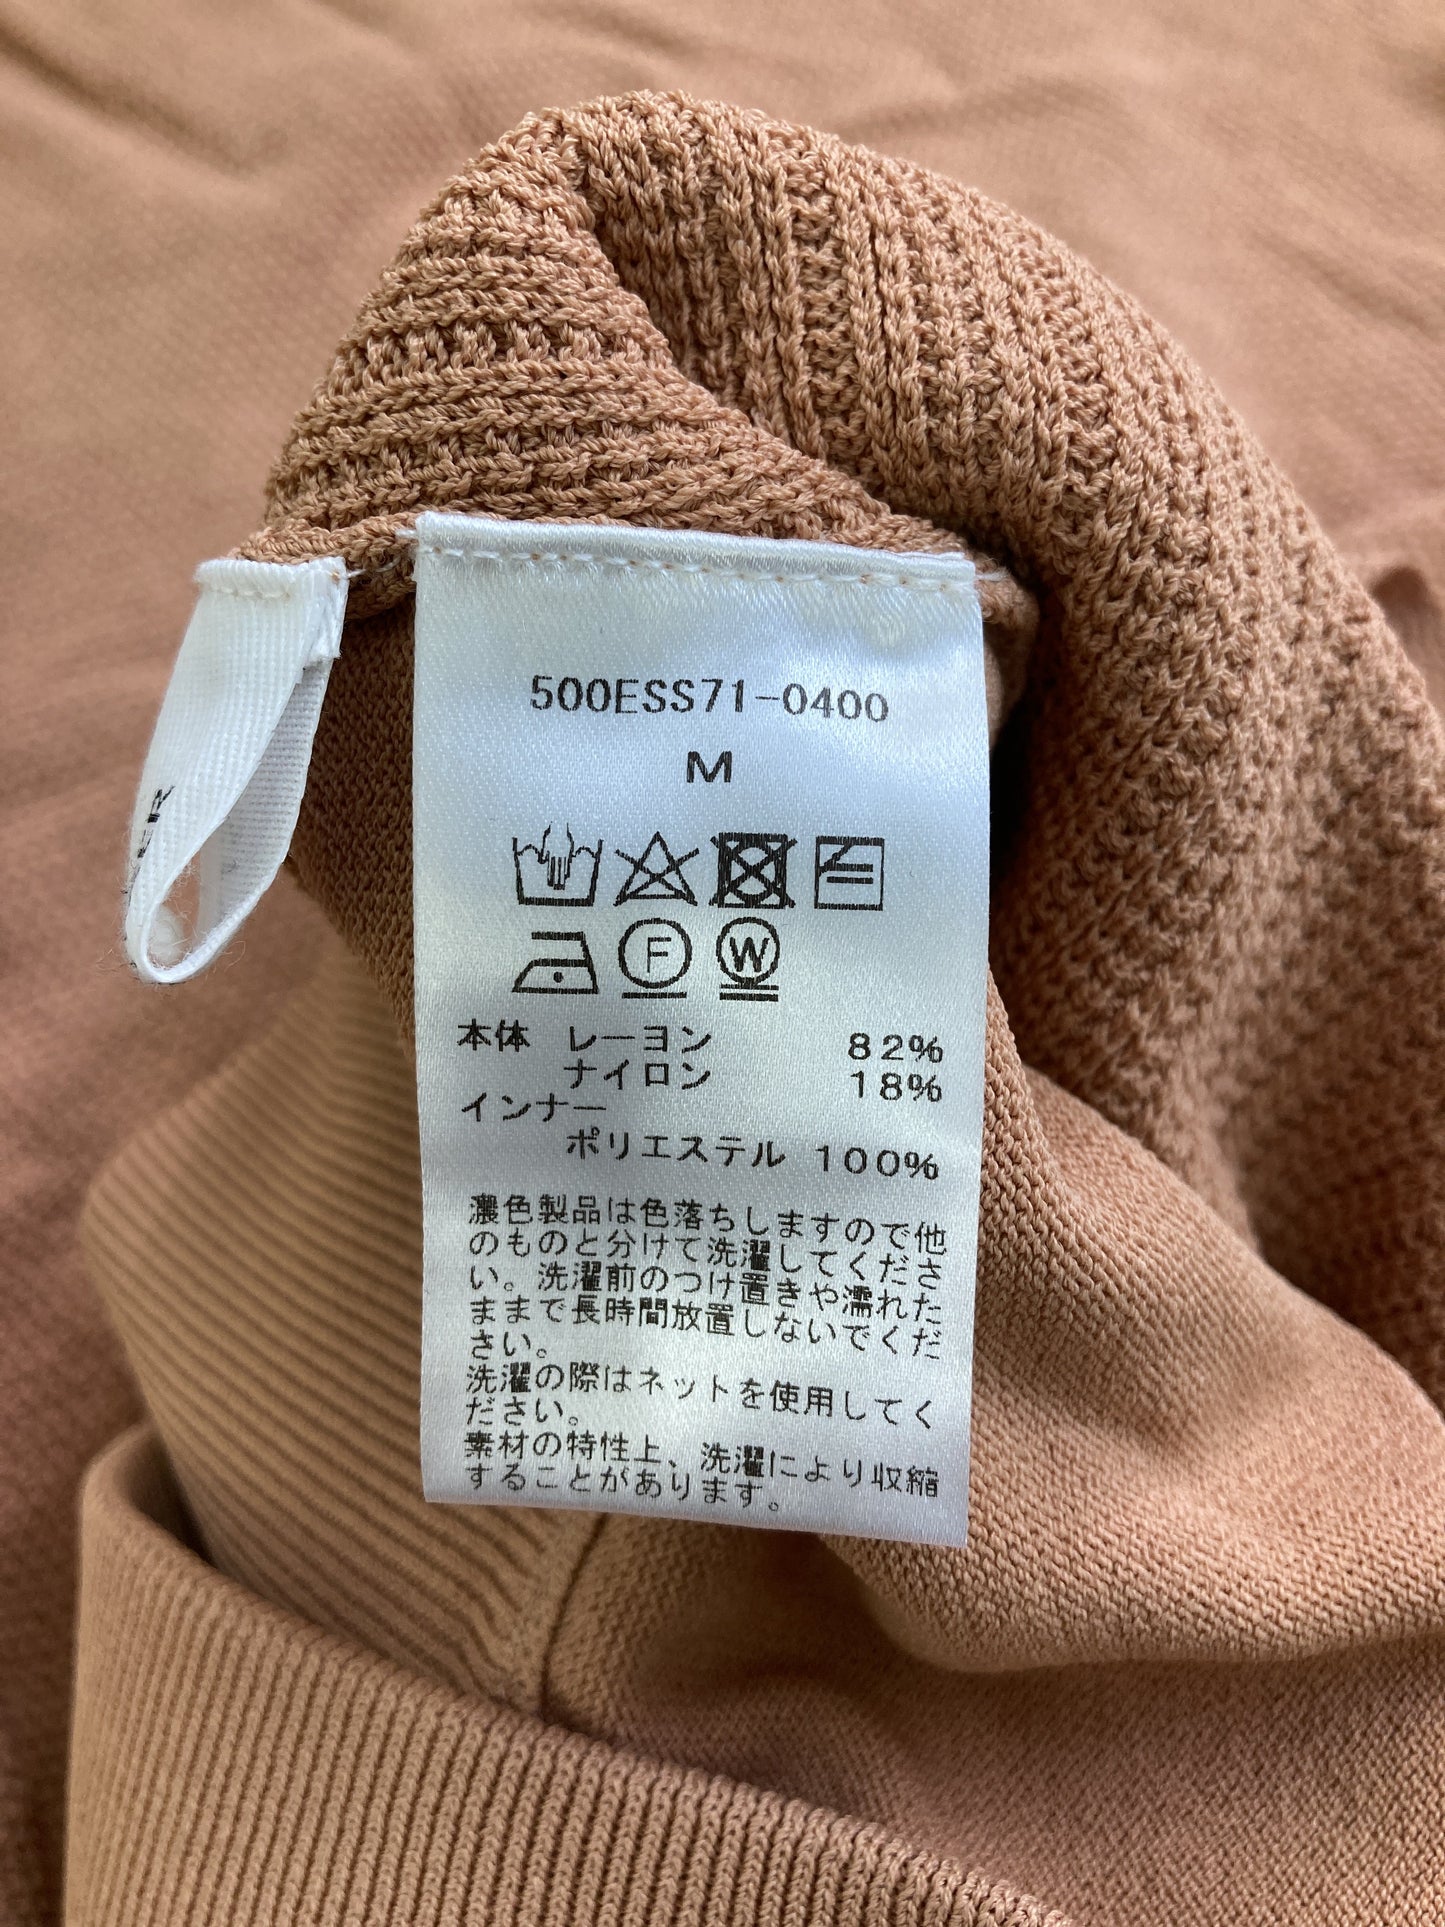 500ESS71-0400
M
F W
本体 レーヨン 82%
ナイロン 18%
インナー
ポリエステル 100%
濃色製品は色落ちしますので他
のものと分けて洗濯してくださ
い。洗濯前のつけ置きや濡れた
ままで長時間放置しないでくだ
さい。
洗濯の際はネットを使用してく
ださい。
素材の特性上、洗濯により収縮
することがあります。